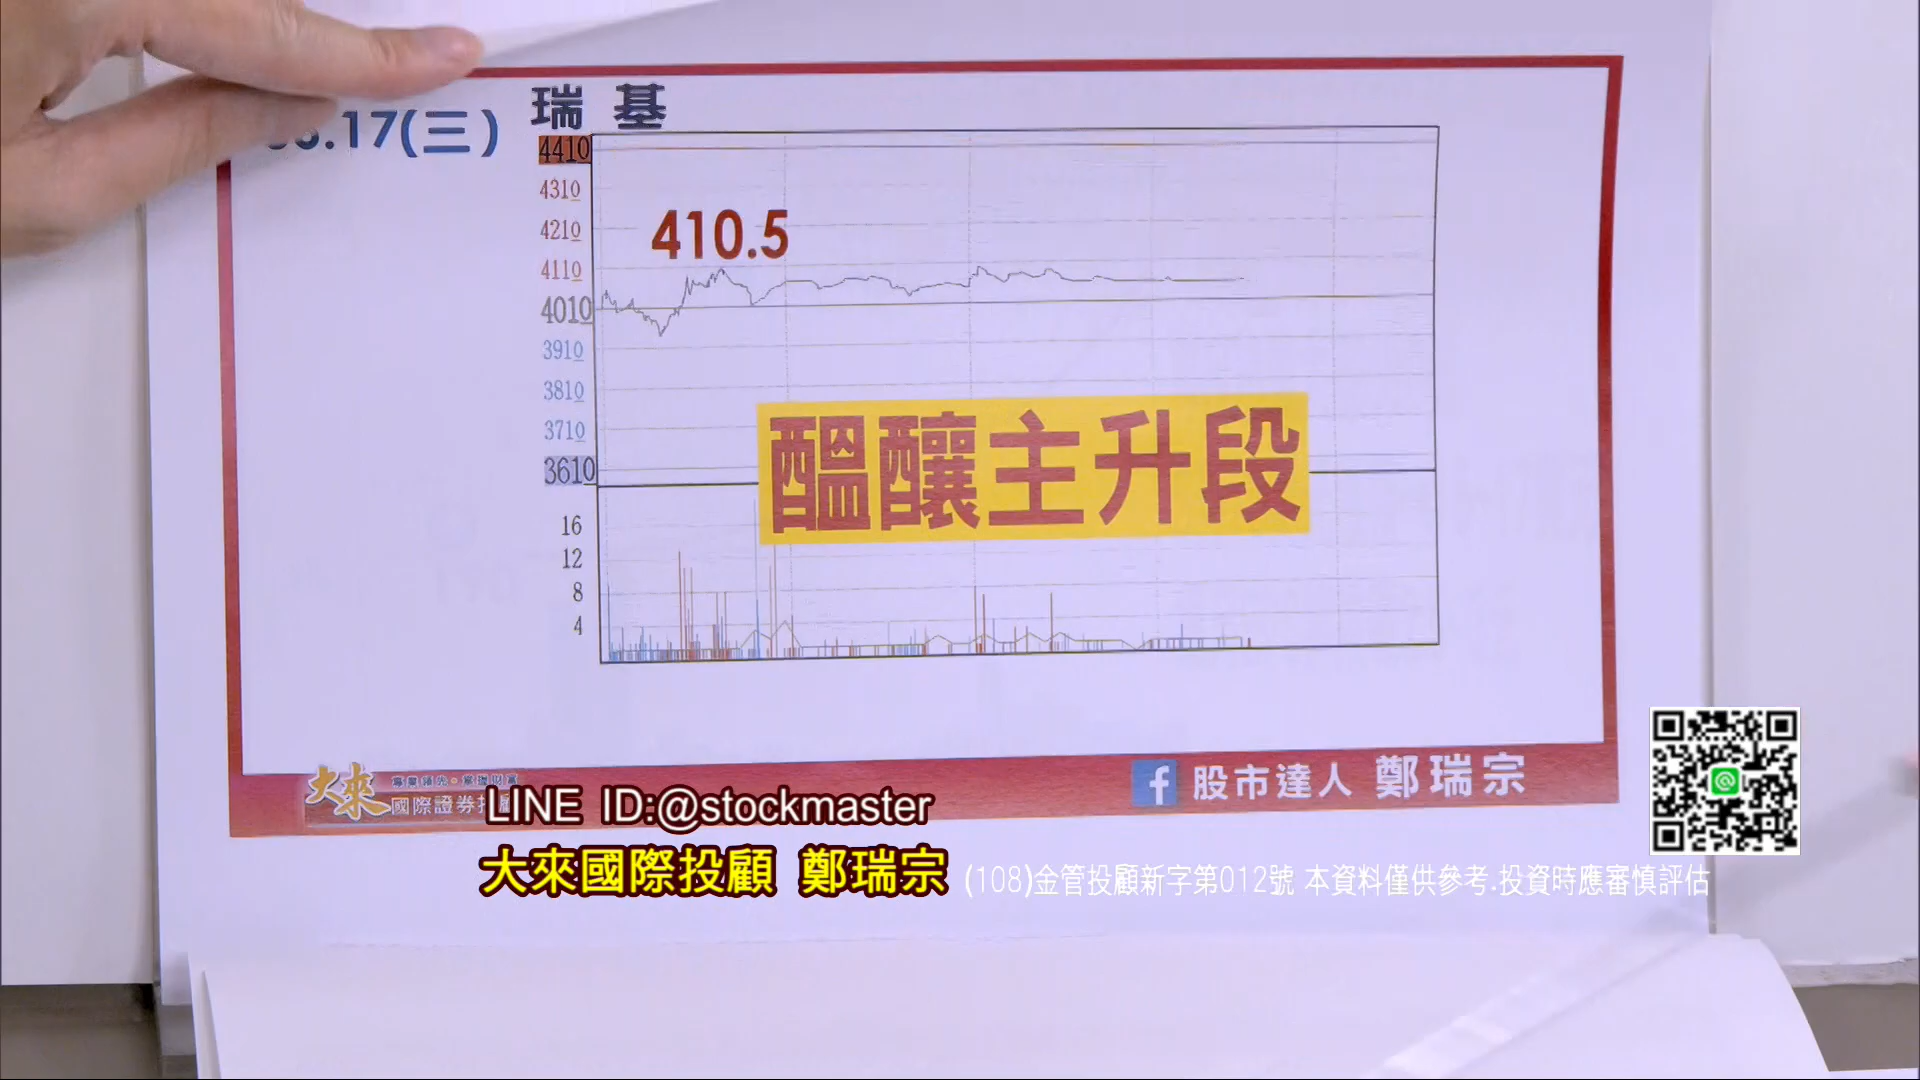 .17(三)
瑞基
4410
4310
4210
4110
4010
3910
3810
3710
3610
16
12
8
4
410.5
醞釀主升段
大來
國際證券投顧
股市達人 鄭瑞宗
LINE ID:@stockmaster
大來國際投顧 鄭瑞宗
(108)金管投顧新字第012號 本資料僅供參考.投資時應審慎評估